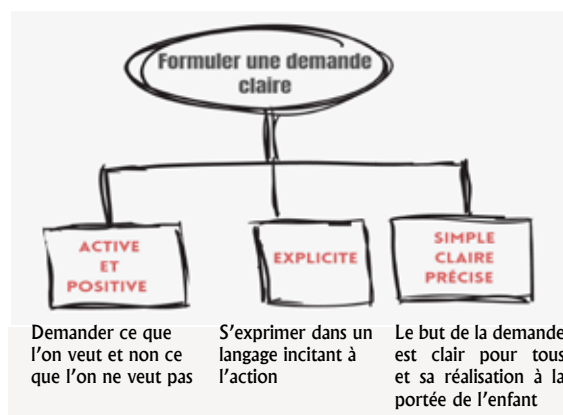 Formuler une demande
claire
ACTIVE
ET
POSITIVE
EXPLICITE
SIMPLE
CLAIRE
PRÉCISE
Demander ce que
l’on veut et non ce
que l’on ne veut pas
S’exprimer dans un
langage incitant à
l’action
Le but de la demande
est clair pour tous
et sa réalisation à la
portée de l’enfant